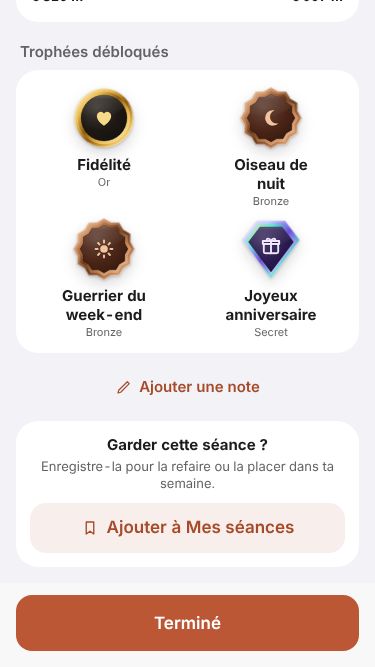 Trophées débloqués
Fidélité
Or
Oiseau de
nuit
Bronze
Guerrier du
week-end
Bronze
Joyeux
anniversaire
Secret
Ajouter une note
Garder cette séance ?
Enregistre-la pour la refaire ou la placer dans ta
semaine.
Ajouter à Mes séances
Terminé